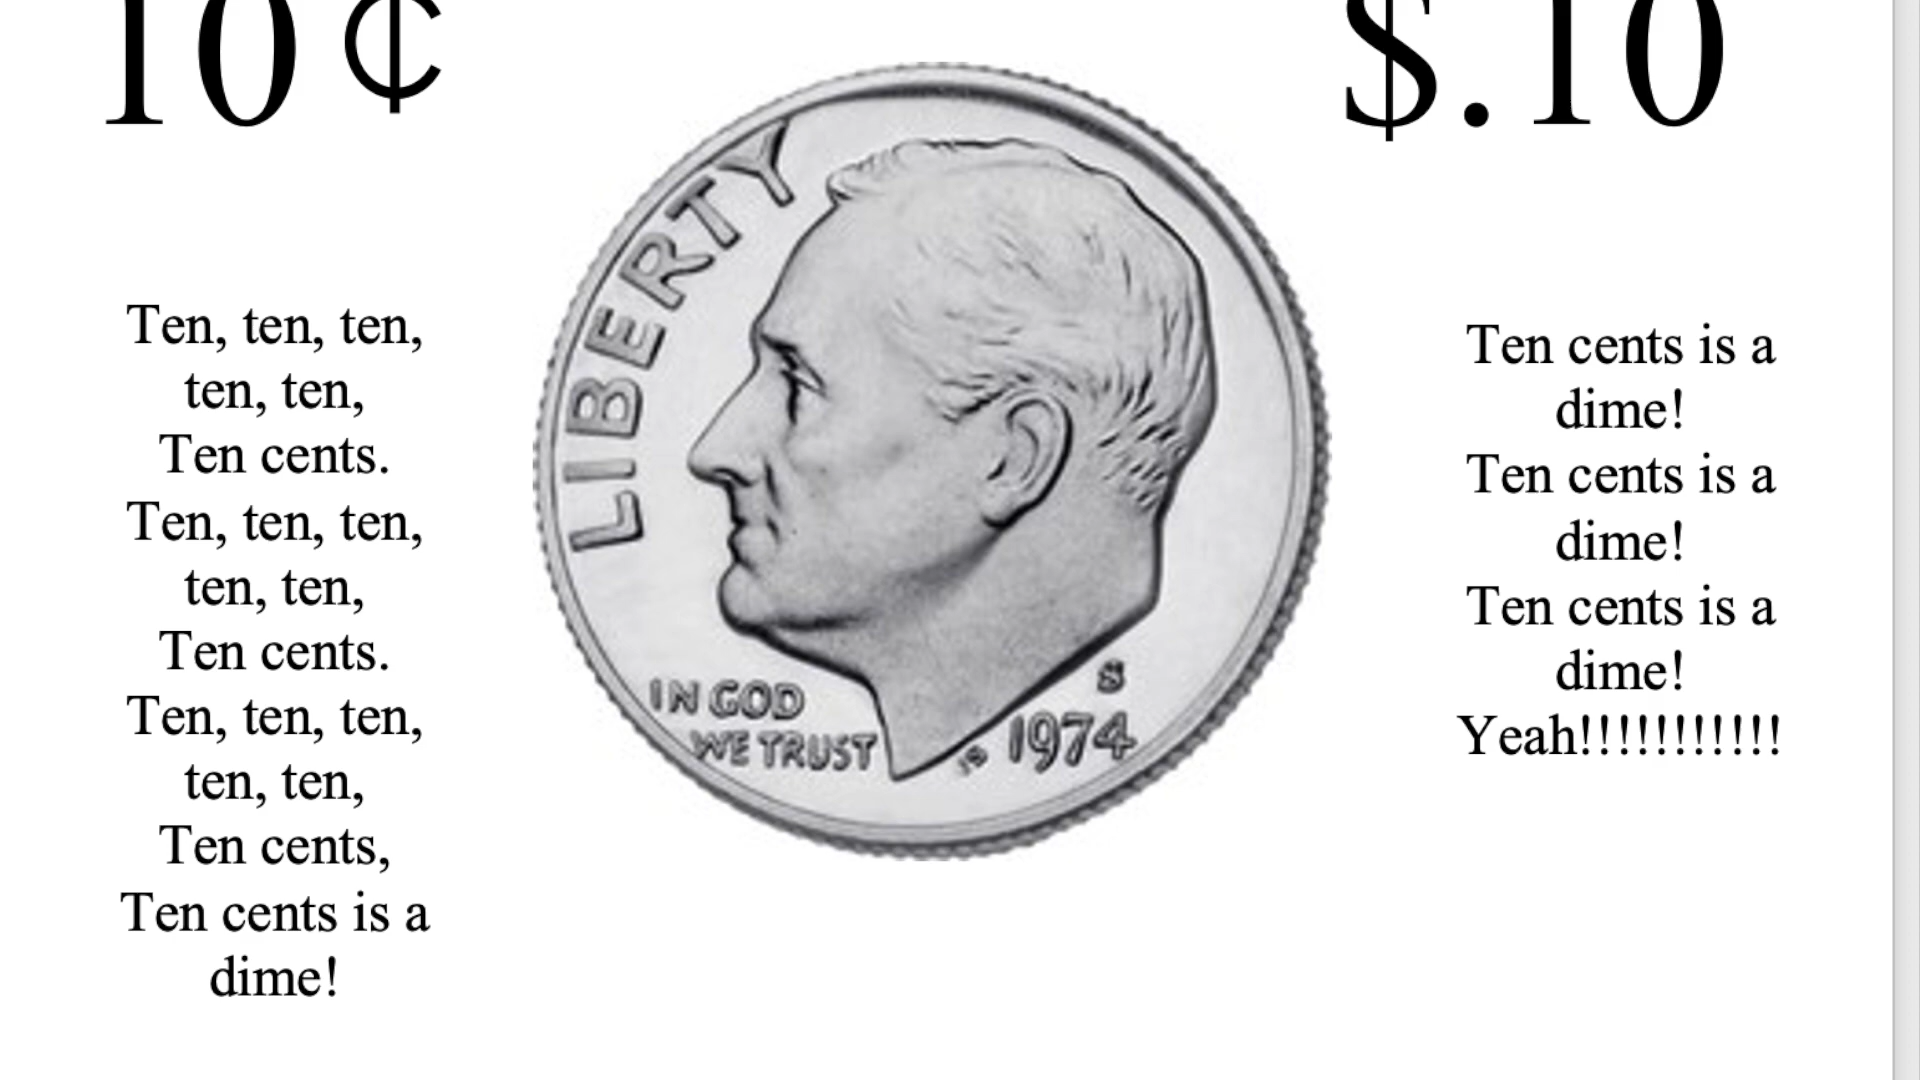 10¢
$.10
Ten, ten, ten,
ten, ten,
Ten cents.
Ten, ten, ten,
ten, ten,
Ten cents.
Ten, ten, ten,
ten, ten,
Ten cents,
Ten cents is a
dime!
LIBERTY
IN GOD
WE TRUST
S
1974
Ten cents is a
dime!
Ten cents is a
dime!
Ten cents is a
dime!
Yeah!!!!!!!!!!!